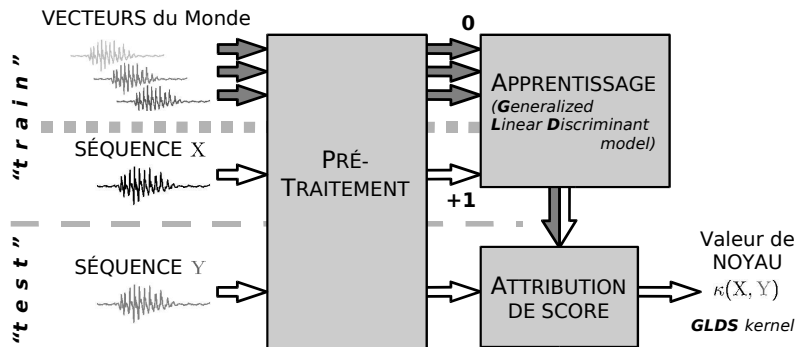 VECTEURS du Monde
0
APPRENTISSAGE
(Generalized
Linear Discriminant
model)
"train"
SÉQUENCE X
PRÉ-
TRAITEMENT
+1
"test"
SÉQUENCE Y
ATTRIBUTION
DE SCORE
Valeur de
NOYAU
κ(X, Y)
GLDS kernel